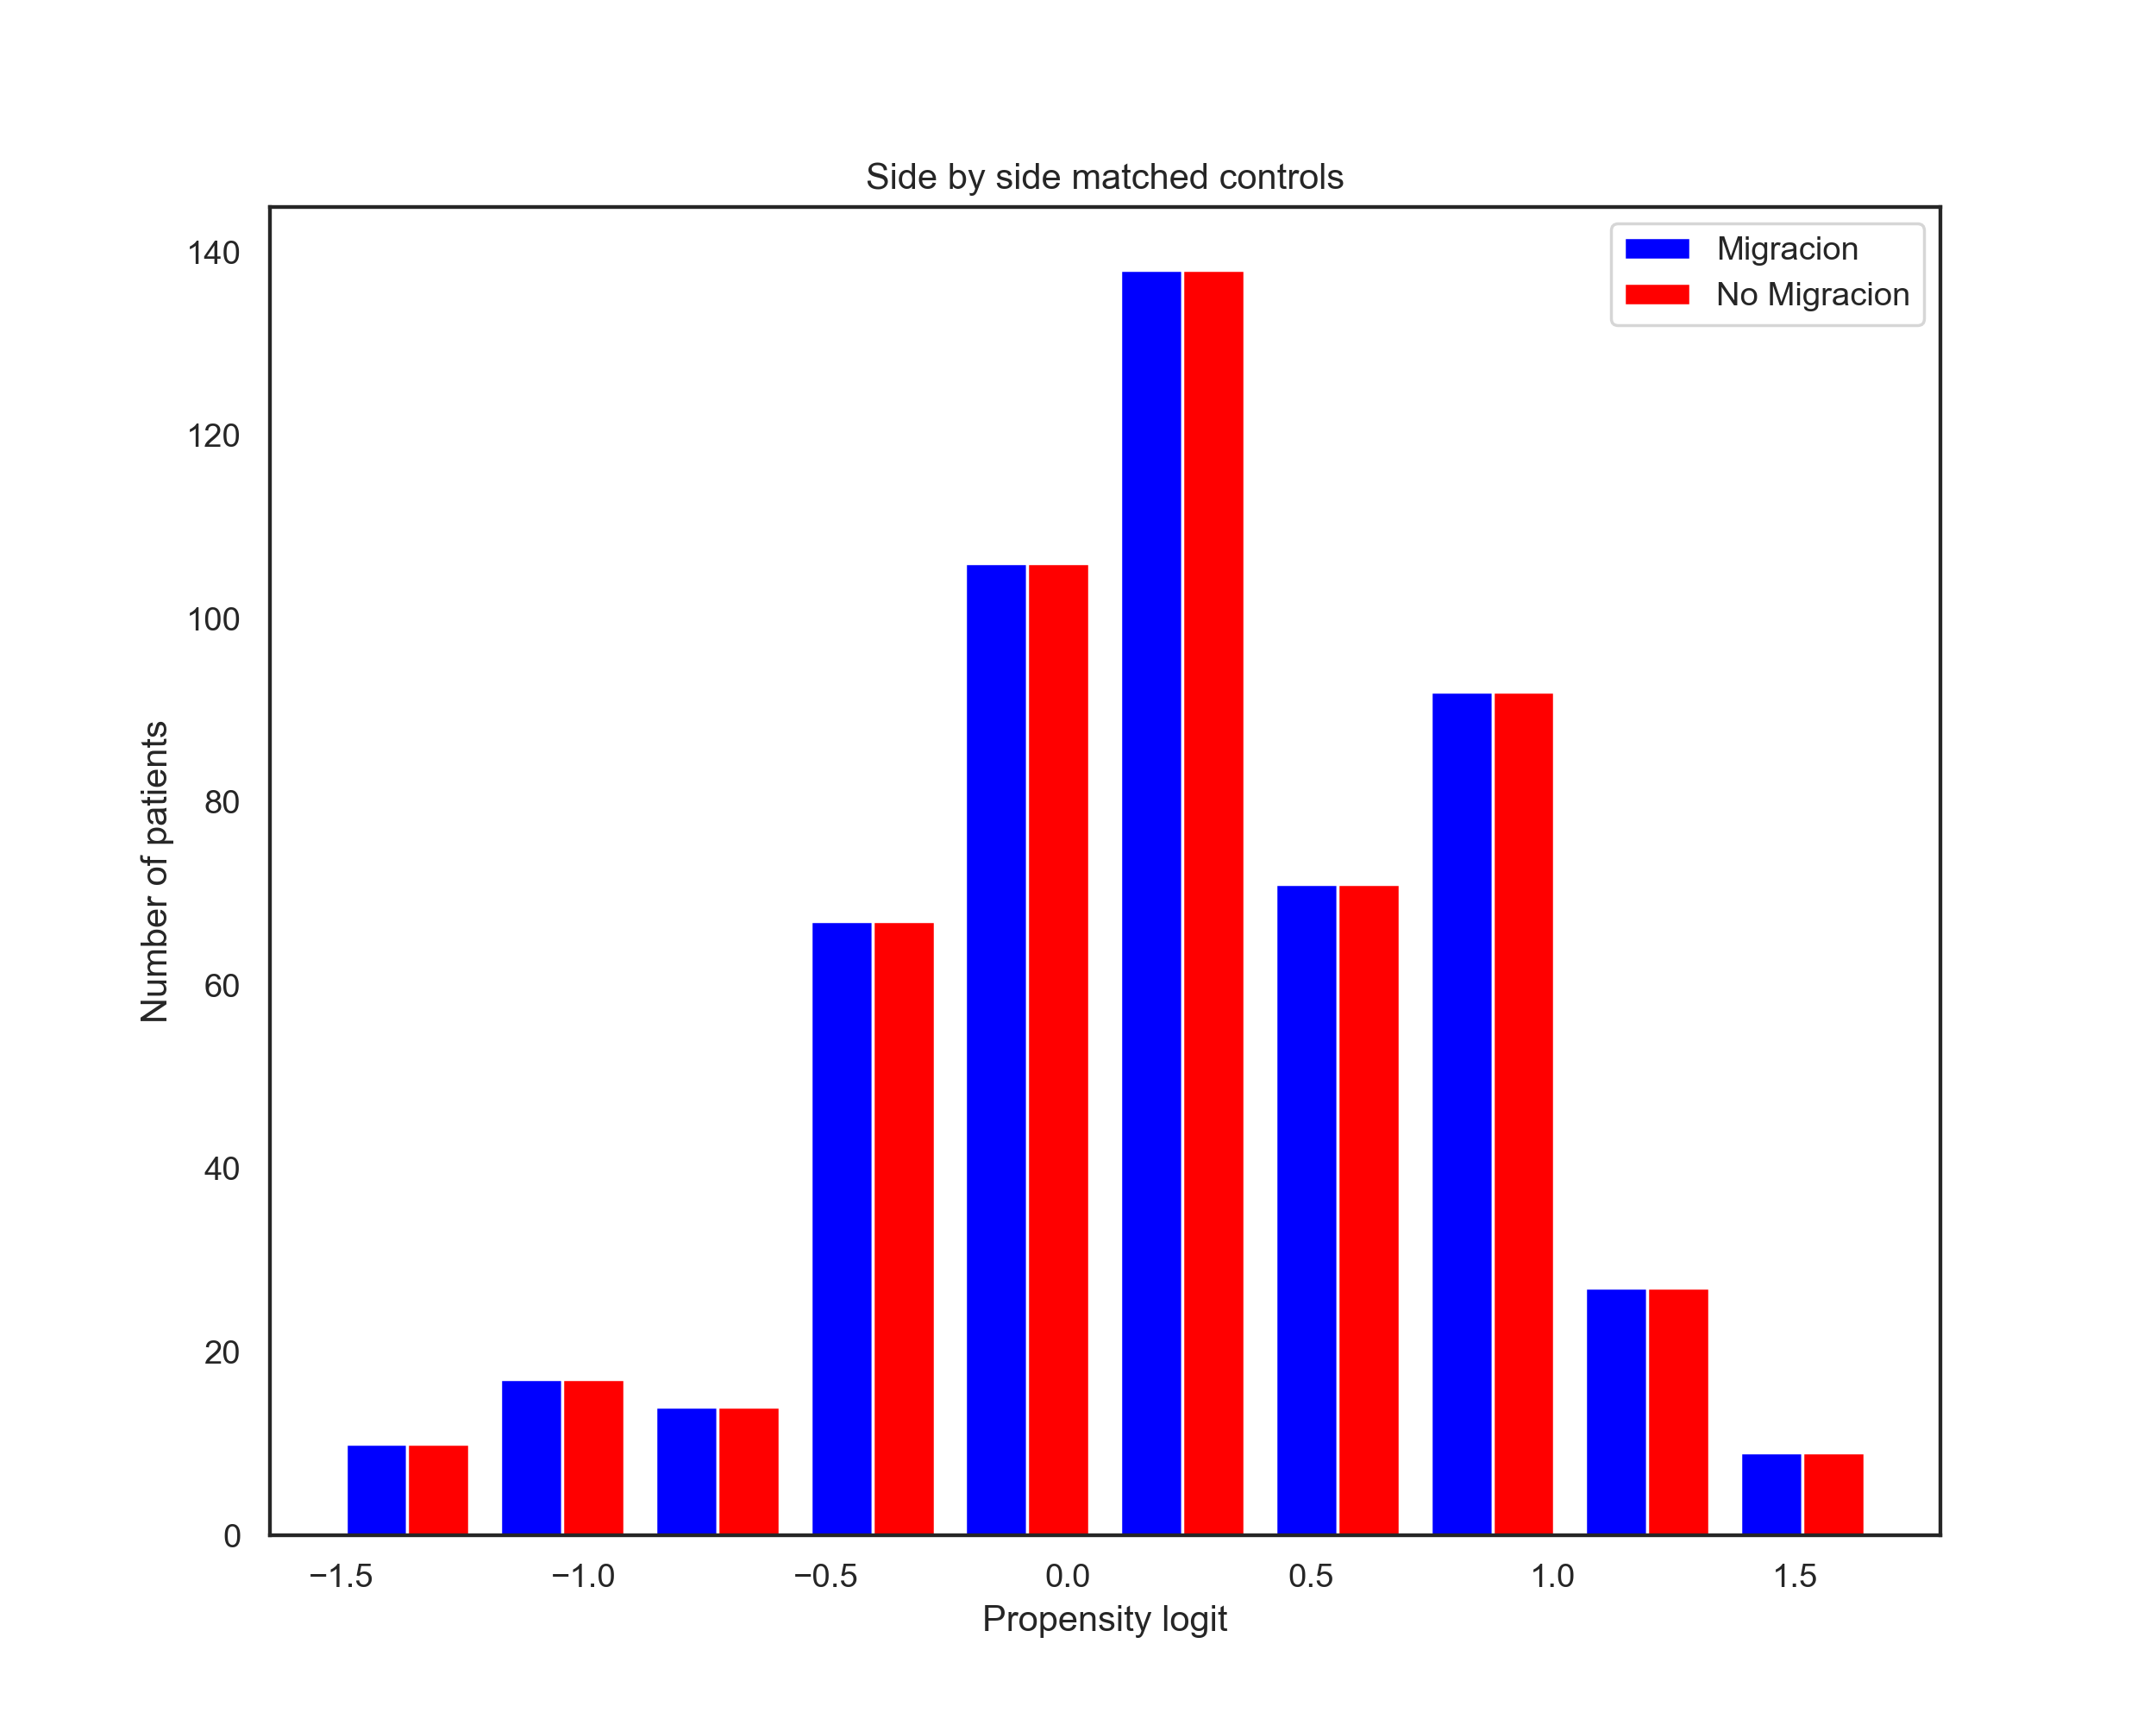 Side by side matched controls
Migracion
No Migracion
140
120
100
80
60
40
20
0
Number of patients
−1.5 −1.0 −0.5 0.0 0.5 1.0 1.5
Propensity logit